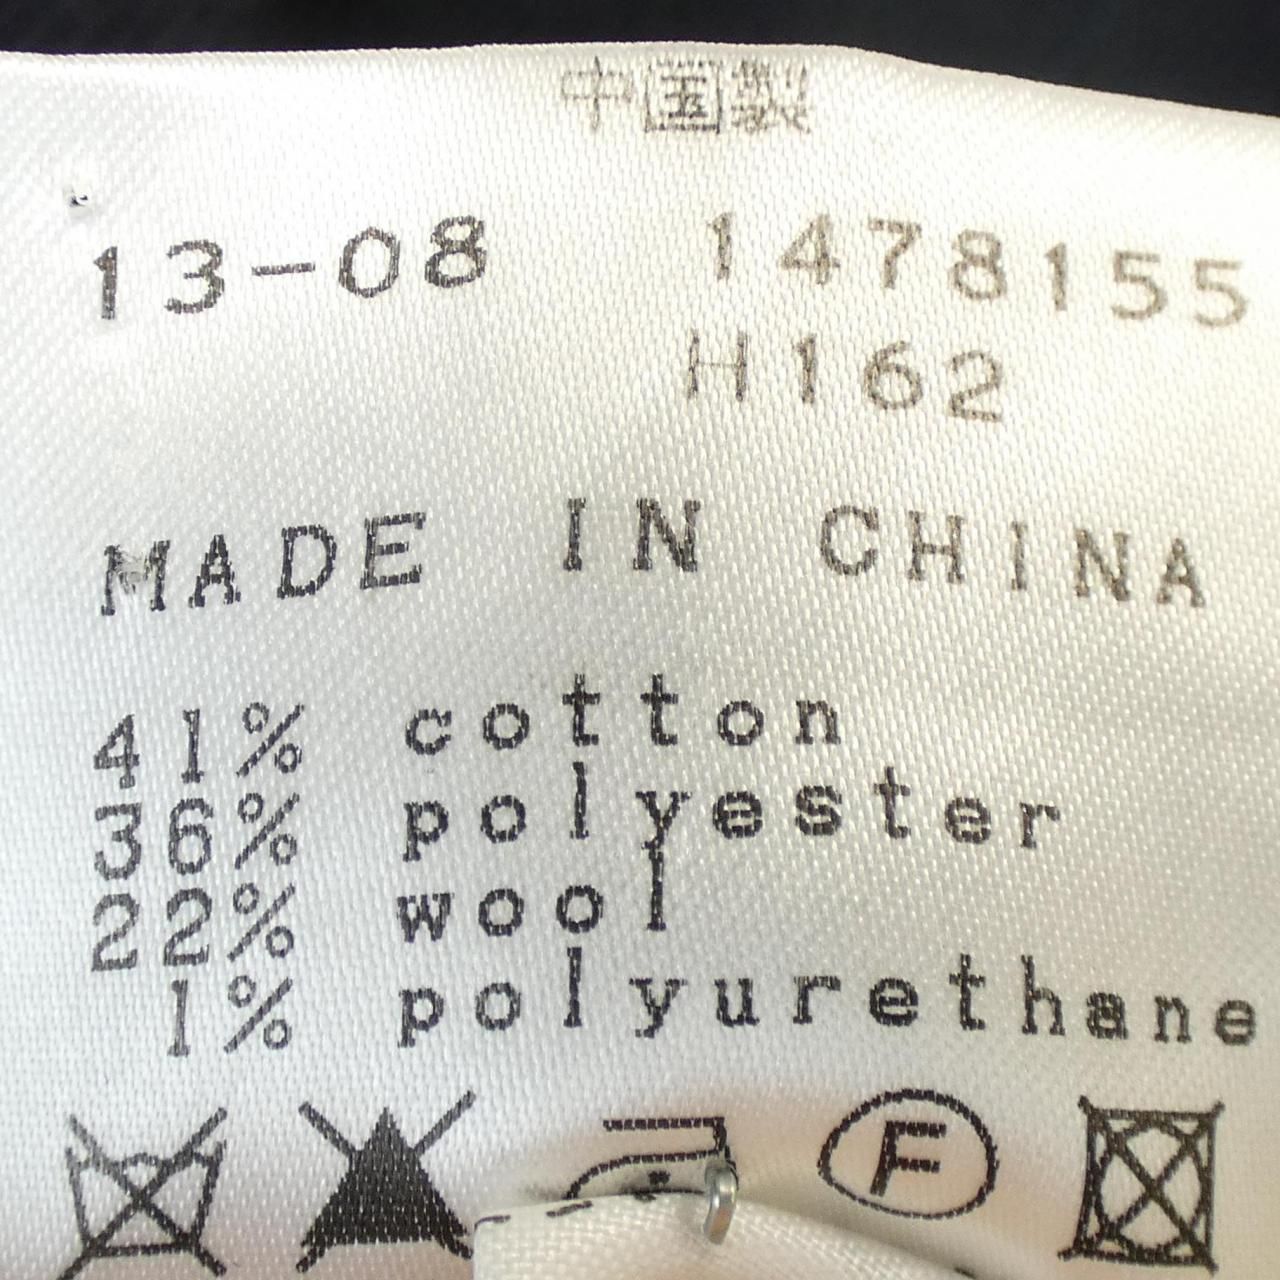 中国製
13-08 1478155
H162
MADE IN CHINA
41% cotton
36% polyester
22% wool
1% polyurethane
F